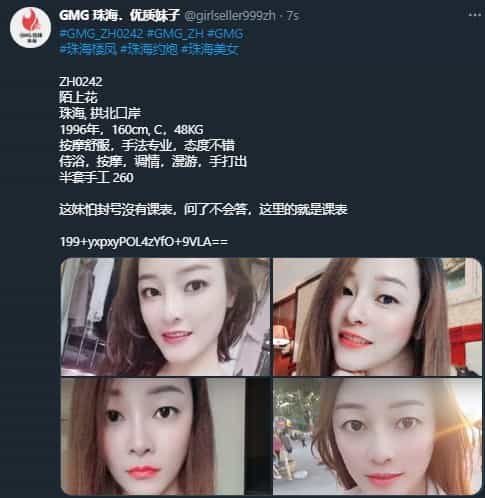 GMG 珠海．优质妹子 @girlseller999zh · 7s
#GMG_ZH0242 #GMG_ZH #GMG
#珠海楼凤 #珠海约炮 #珠海美女
ZH0242
陌上花
珠海, 拱北口岸
1996年，160cm, C，48KG
按摩舒服，手法专业，态度不错
侍浴，按摩，调情，漫游，手打出
半套手工 260
这妹怕封号沒有课表，问了不会答，这里的就是课表
199+yxpxyPOL4zYfO+9VLA==